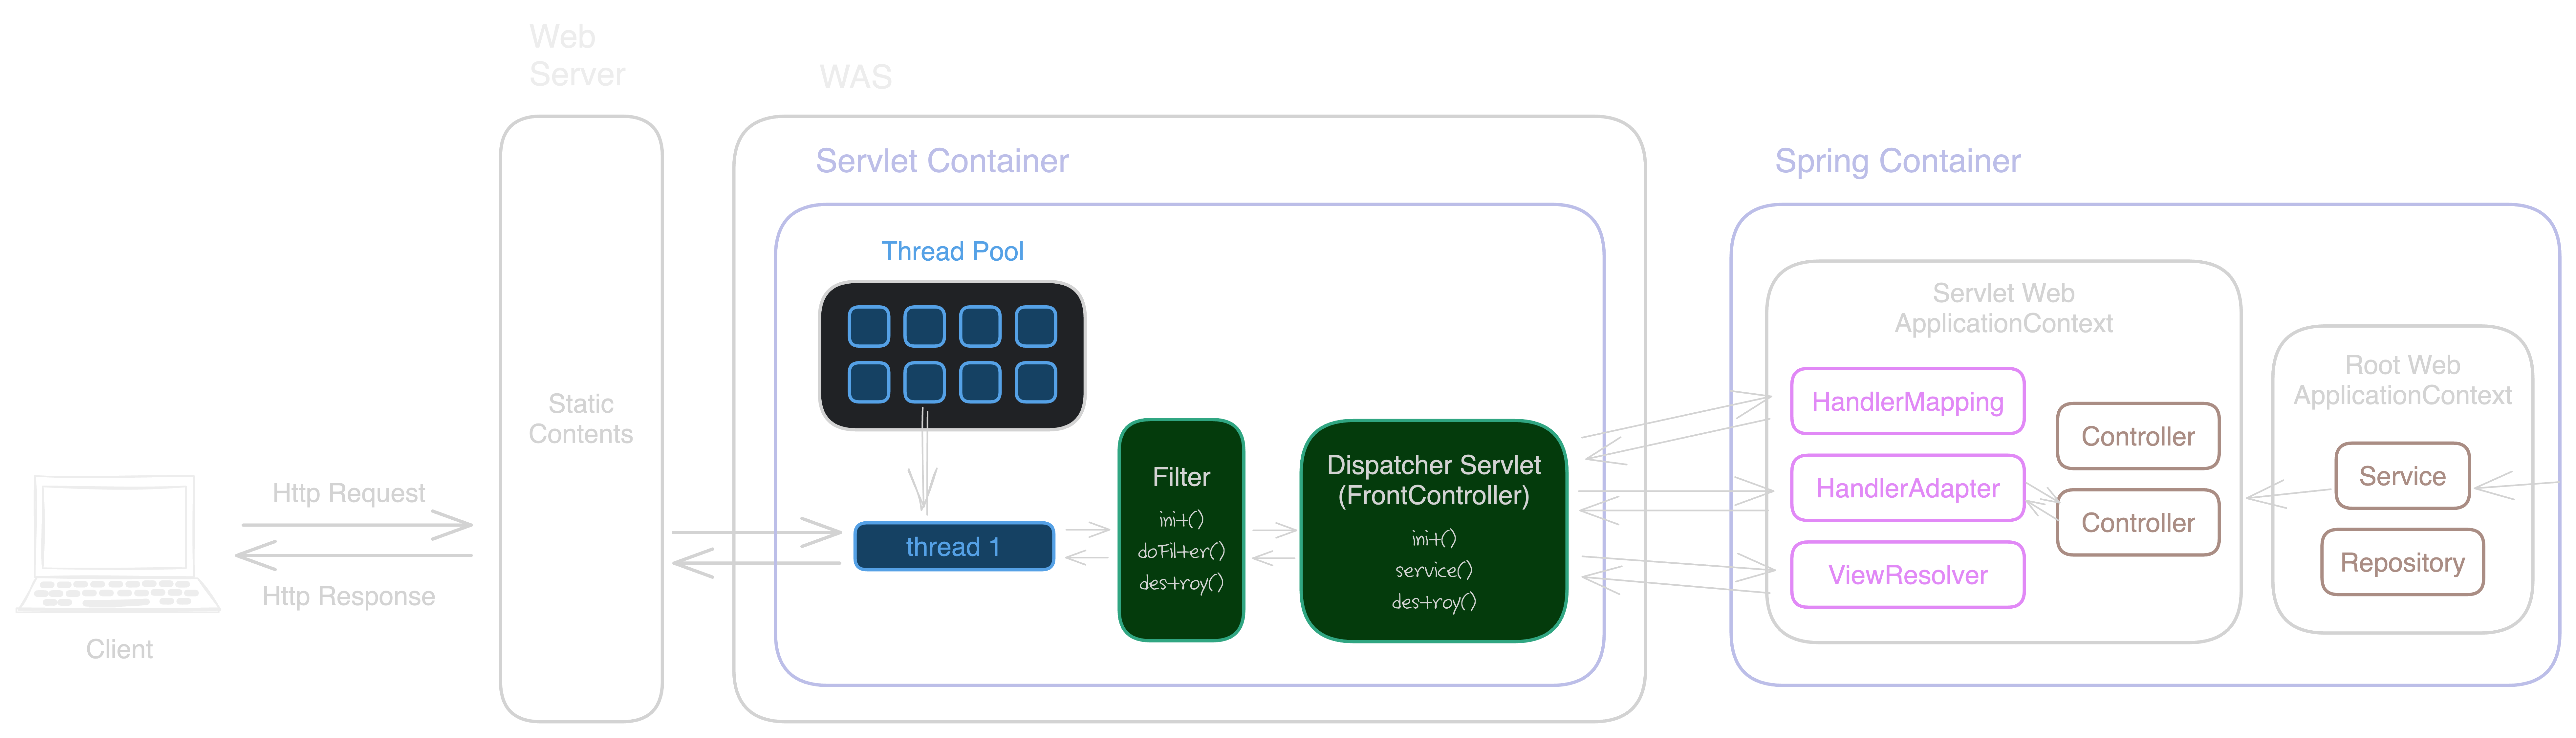 Web
Server
WAS
Servlet Container
Spring Container
Thread Pool
Servlet Web
ApplicationContext
Root Web
ApplicationContext
HandlerMapping
Controller
Static
Contents
Filter
init()
doFilter()
destroy()
Dispatcher Servlet
(FrontController)
init()
service()
destroy()
HandlerAdapter
Controller
Service
Http Request
thread 1
ViewResolver
Repository
Http Response
Client